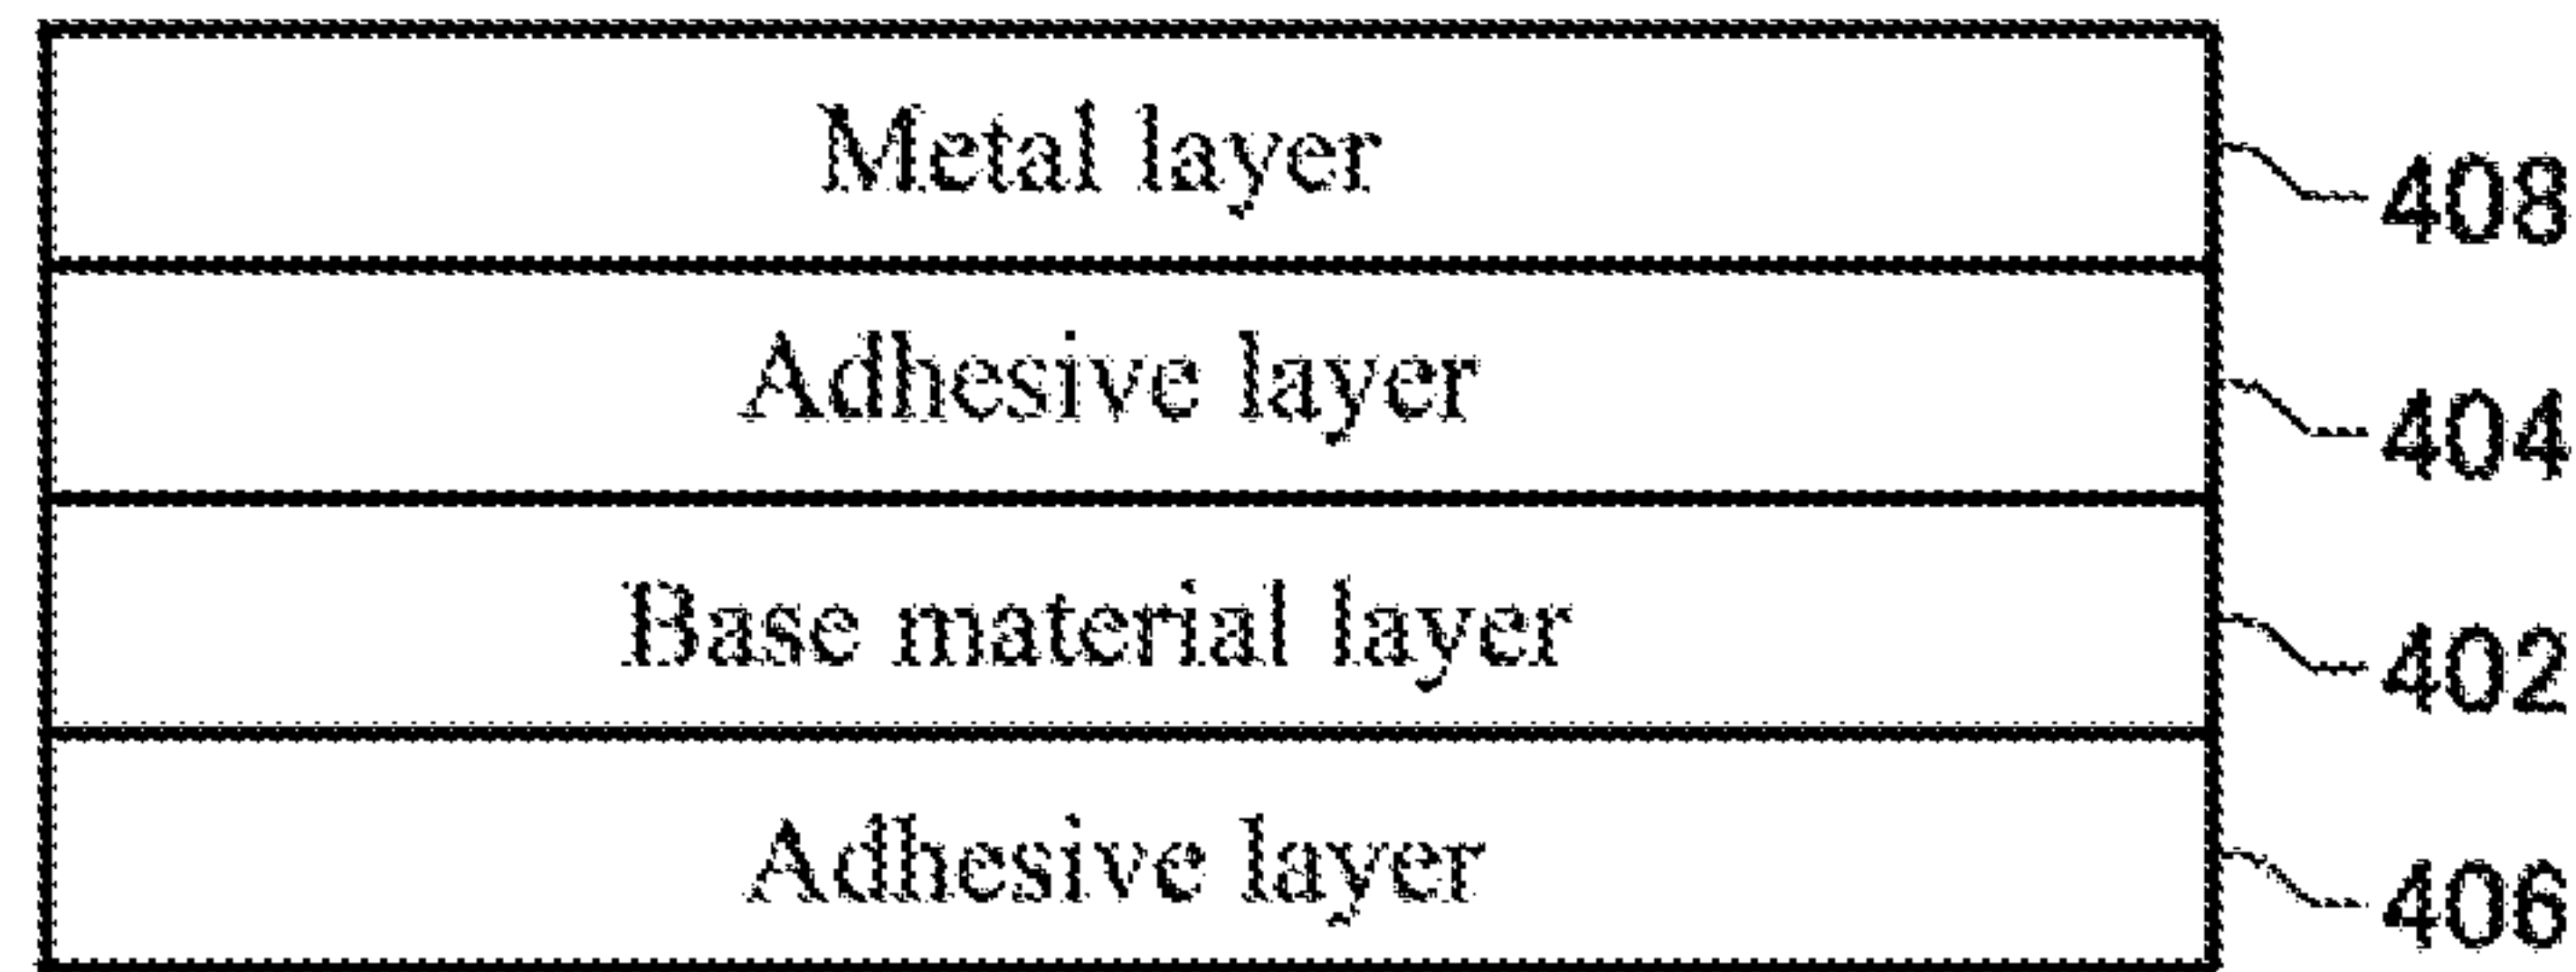 Metal layer 408
Adhesive layer 404
Base material layer 402
Adhesive layer 406